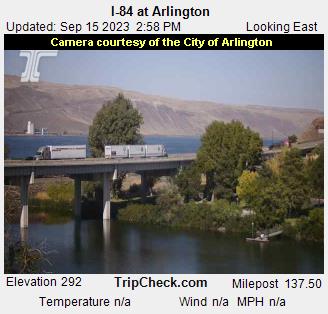 I-84 at Arlington
Updated: Sep 15 2023 2:58 PM Looking East
Camera courtesy of the City of Arlington
Elevation 292 TripCheck.com Milepost 137.50
Temperature n/a Wind n/a MPH n/a